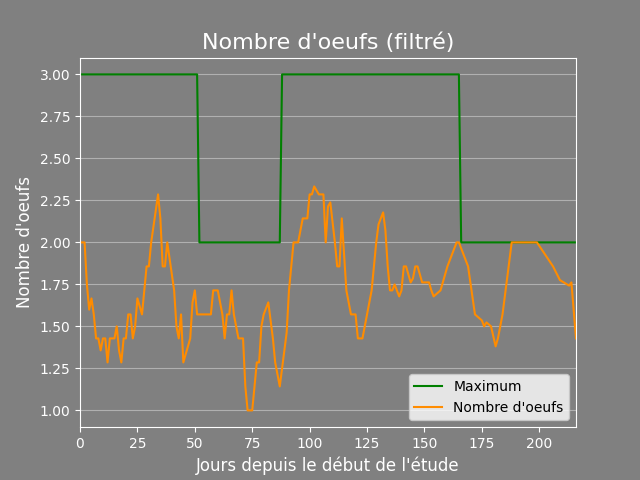 Nombre d'oeufs (filtré)
Nombre d'oeufs
3.00
2.75
2.50
2.25
2.00
1.75
1.50
1.25
1.00
0 25 50 75 100 125 150 175 200
Jours depuis le début de l'étude
Maximum
Nombre d'oeufs